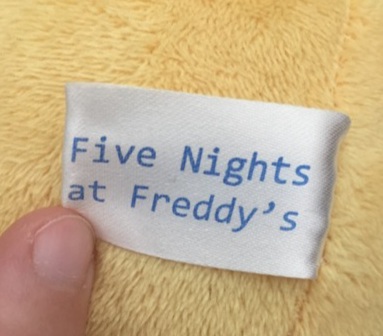 Five Nights
at Freddy's